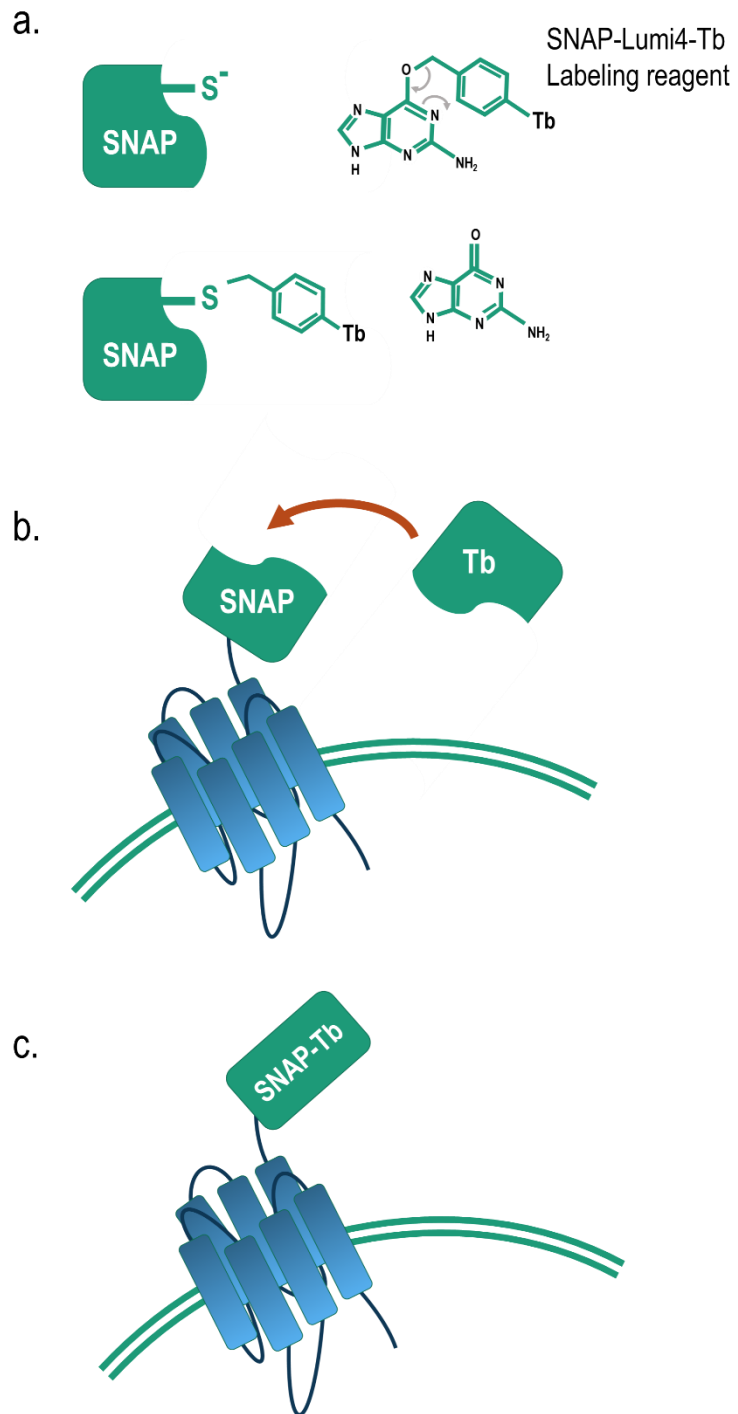 a.
SNAP-Lumi4-Tb
Labeling reagent
S-
SNAP
O
N
N
N
N
H
NH₂
Tb
S
SNAP
Tb
O
N
N
N
N
H
NH₂
b.
SNAP
Tb
c.
SNAP-Tb